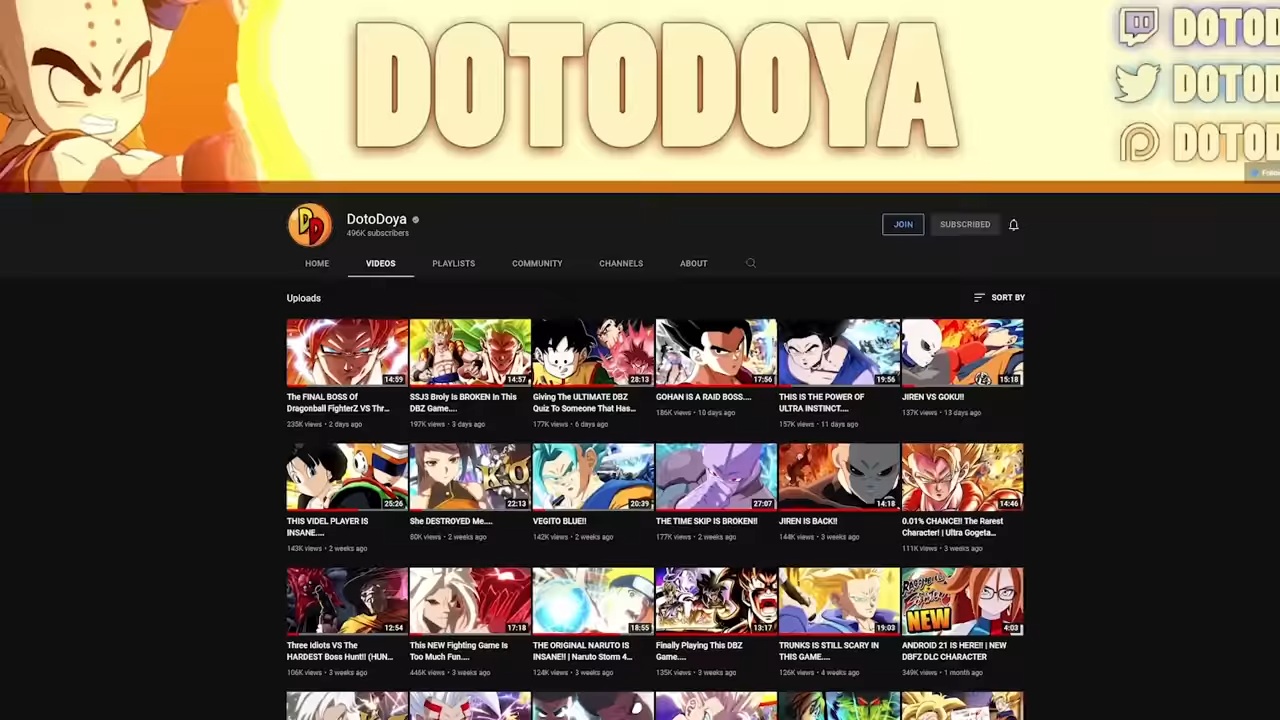 DOTODOYA
DOTOD
DOTOD
DOTOD
Follow
DD
DotoDoya
496K subscribers
JOIN
SUBSCRIBED
HOME
VIDEOS
PLAYLISTS
COMMUNITY
CHANNELS
ABOUT
Uploads
SORT BY
14:59
14:57
28:13
17:56
19:56
15:18
The FINAL BOSS Of
Dragonball FighterZ VS Thr...
235K views • 2 days ago
SSJ3 Broly is BROKEN In This
DBZ Game....
197K views • 3 days ago
Giving The ULTIMATE DBZ
Quiz To Someone That Has...
177K views • 6 days ago
GOHAN IS A RAID BOSS....
186K views • 10 days ago
THIS IS THE POWER OF
ULTRA INSTINCT....
157K views • 11 days ago
JIREN VS GOKU!!
137K views • 13 days ago
25:26
KO
22:13
20:39
27:07
14:18
14:46
THIS VIDEL PLAYER IS
INSANE....
143K views • 2 weeks ago
She DESTROYED Me....
80K views • 2 weeks ago
VEGITO BLUE!!
142K views • 2 weeks ago
THE TIME SKIP IS BROKEN!!
177K views • 2 weeks ago
JIREN IS BACK!!
144K views • 3 weeks ago
0.01% CHANCE!! The Rarest
Character! | Ultra Gogeta...
111K views • 3 weeks ago
12:54
17:18
18:55
13:17
19:03
NEW
4:03
Three Idiots VS The
HARDEST Boss Hunt!! (HUN...
106K views • 3 weeks ago
This NEW Fighting Game Is
Too Much Fun....
446K views • 3 weeks ago
THE ORIGINAL NARUTO IS
INSANE!! | Naruto Storm 4...
124K views • 3 weeks ago
Finally Playing This DBZ
Game....
135K views • 3 weeks ago
TRUNKS IS STILL SCARY IN
THIS GAME....
126K views • 4 weeks ago
ANDROID 21 IS HERE!! | NEW
DBFZ DLC CHARACTER
349K views • 1 month ago